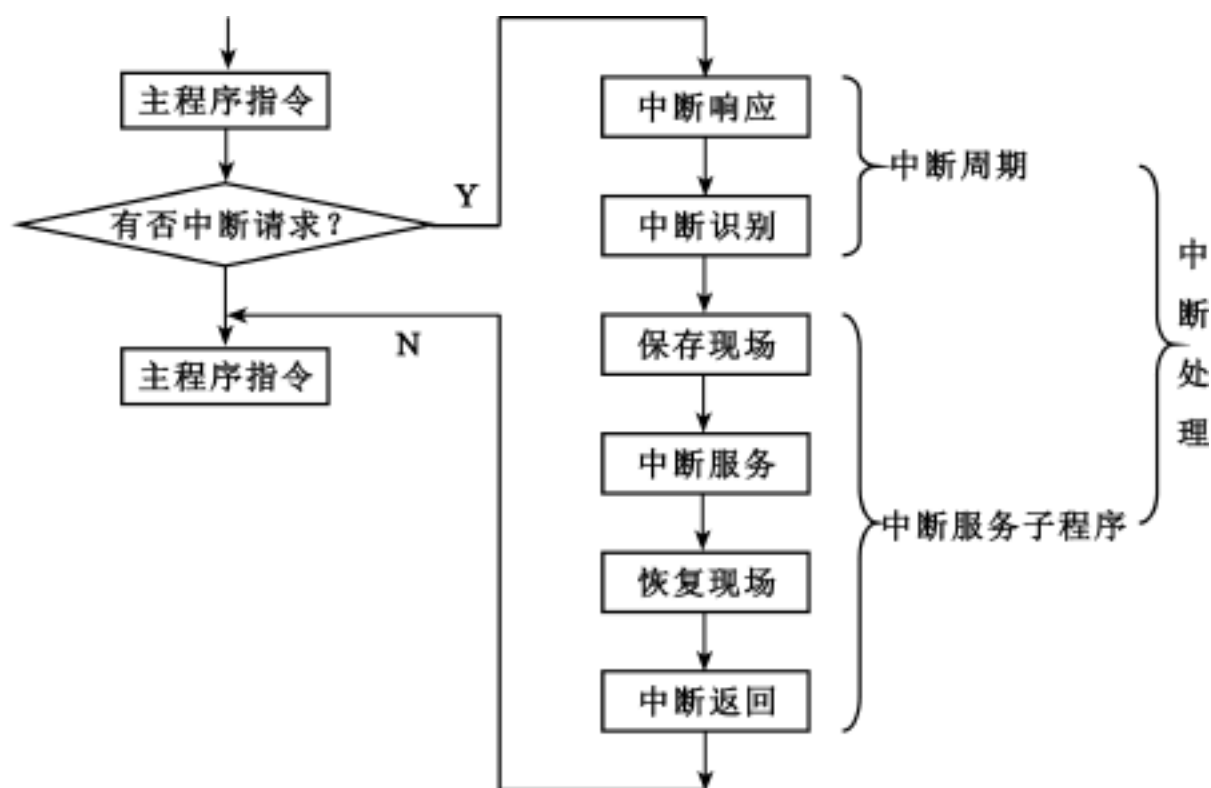 主程序指令
有否中断请求?
Y
N
主程序指令
中断响应
中断识别
保存现场
中断服务
恢复现场
中断返回
中断周期
中断服务子程序
中
断
处
理